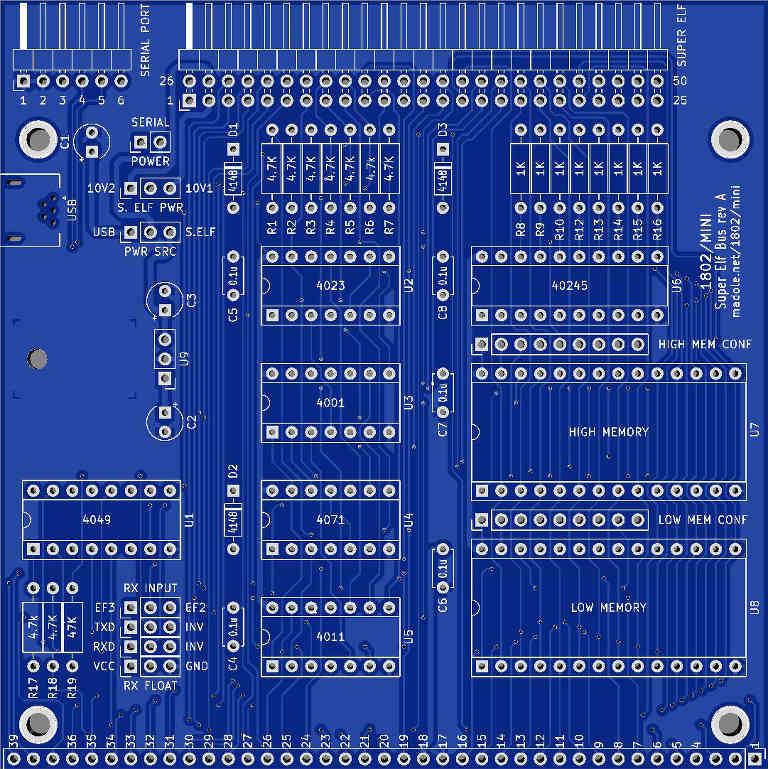 SERIAL PORT
SUPER ELF
26
50
1
25
1 2 3 4 5 6
C1
SERIAL
POWER
D1
4148
D3
4148
4.7K 4.7K 4.7K 4.7K 4.7K 4.7k 4.7K
1K 1K 1K 1K 1K 1K 1K 1K
R1 R2 R3 R4 R5 R6 R7
R8 R9 R10 R11 R12 R13 R14 R15 R16
10V2
10V1
S. ELF PWR
USB
USB
S.ELF
PWR SRC
1802/MINI
Super Elf Bus rev A
madole.net/1802/mini
0.1u
C5
4023
U2
0.1u
C8
40245
U6
C3
U9
C2
HIGH MEM CONF
4001
U3
0.1u
C7
HIGH MEMORY
U7
D2
4148
4049
U1
4071
U4
LOW MEM CONF
0.1u
C6
LOW MEMORY
U8
4.7k 4.7K 47K
R17 R18 R19
RX INPUT
EF3
EF2
TXD
INV
RXD
INV
VCC
GND
RX FLOAT
0.1u
C4
4011
U5
39 36 35 34 33 32 31 30 29 28 27 26 25 24 23 22 21 20 19 18 17 16 15 14 13 12 11 10 9 8 7 6 5 4 1